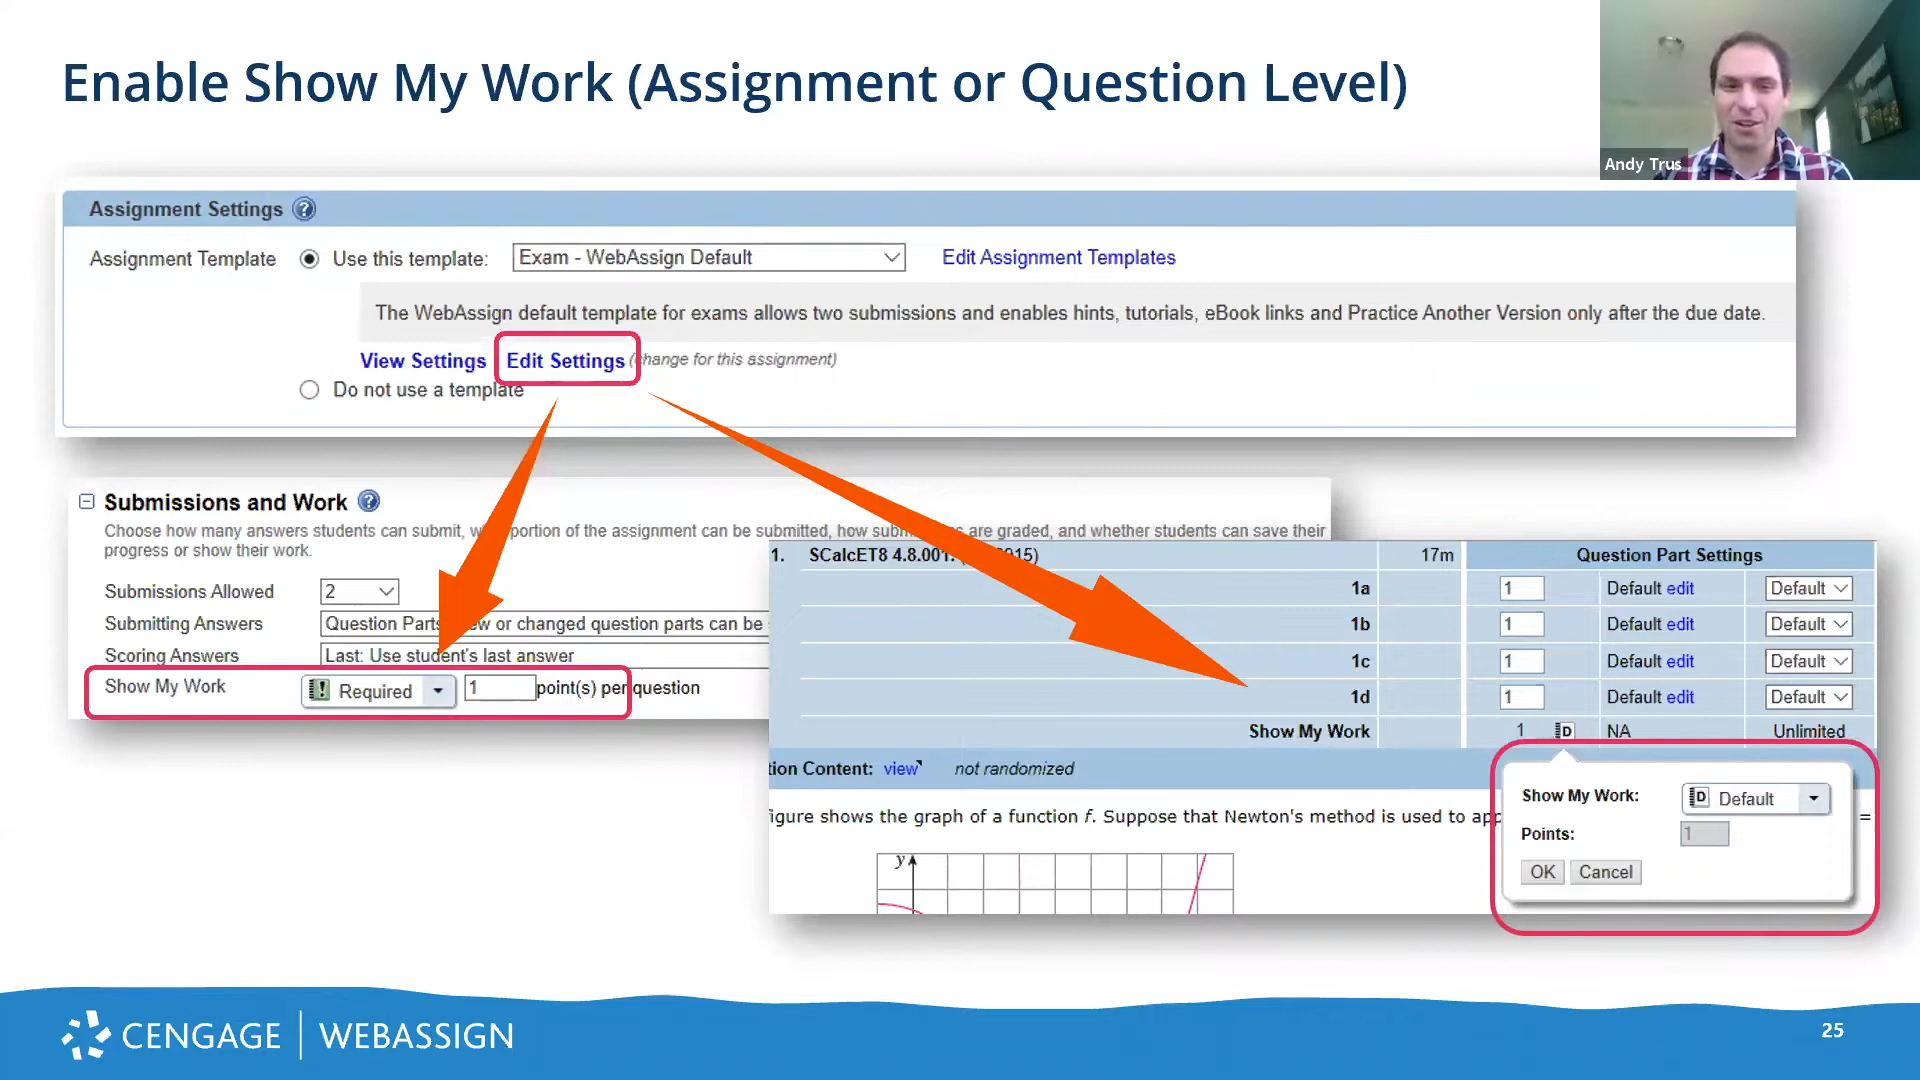 Enable Show My Work (Assignment or Question Level)
Andy Trus
Assignment Settings ?
Assignment Template Use this template: Exam - WebAssign Default Edit Assignment Templates
The WebAssign default template for exams allows two submissions and enables hints, tutorials, eBook links and Practice Another Version only after the due date.
View Settings Edit Settings change for this assignment)
Do not use a template
Submissions and Work ?
Choose how many answers students can submit, portion of the assignment can be submitted, how are graded, and whether students can save their
progress or show their work.
Submissions Allowed 2
Submitting Answers Question Parts or changed question parts can be
Scoring Answers Last: Use student's last answer
Show My Work Required 1 point(s) per question
1. SCalcET8 4.8.001. 17m Question Part Settings
1a 1 Default edit Default
1b 1 Default edit Default
1c 1 Default edit Default
1d 1 Default edit Default
Show My Work 1 D NA Unlimited
tion Content: view not randomized
igure shows the graph of a function f. Suppose that Newton's method is used to =
y
Show My Work: D Default
Points: 1
OK Cancel
CENGAGE | WEBASSIGN
25